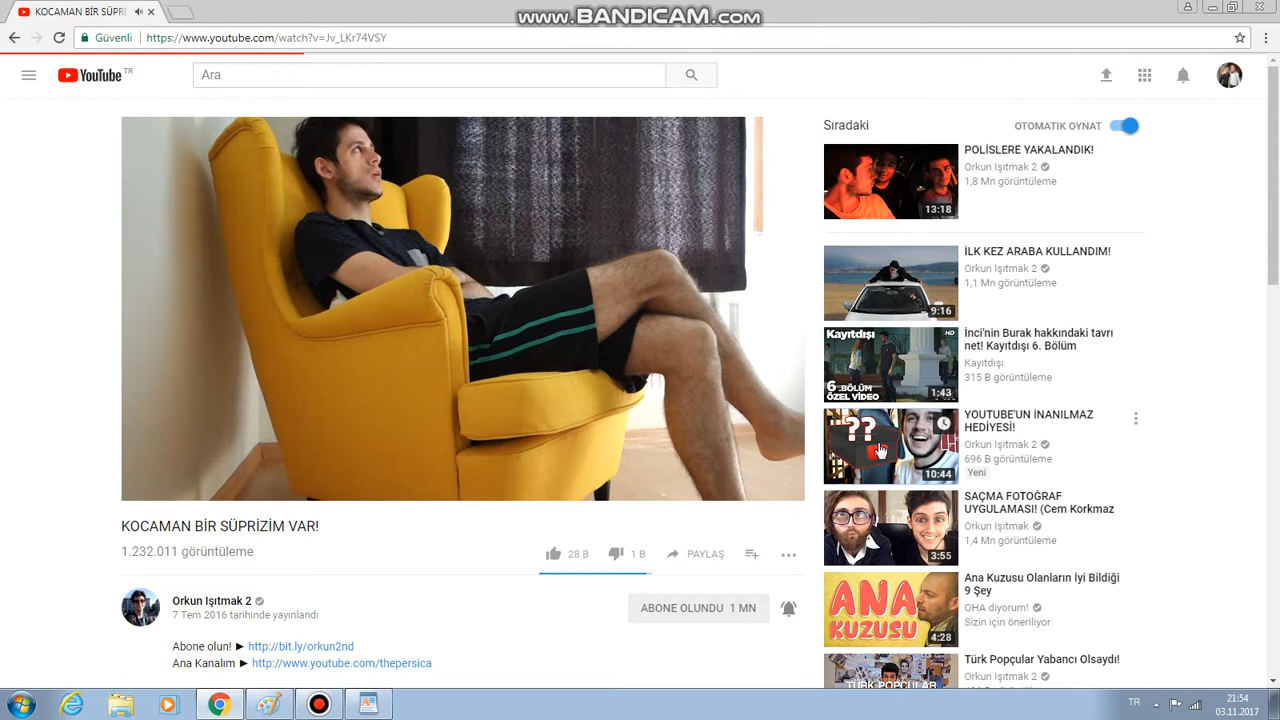 www.BANDICAM.com
KOCAMAN BİR SÜPRİ
Güvenli
https://www.youtube.com/watch?v=Jv_LKr74VSY
YouTube TR
Ara
Sıradaki
OTOMATIK OYNAT
POLİSLERE YAKALANDIK!
Orkun Işıtmak 2
1,8 Mn görüntüleme
13:18
İLK KEZ ARABA KULLANDIM!
Orkun Işıtmak 2
1,1 Mn görüntüleme
9:16
Kayıtdışı
HD
6.BÖLÜM
ÖZEL VİDEO
1:43
İnci'nin Burak hakkındaki tavrı
net! Kayıtdışı 6. Bölüm
Kayıtdışı
315 B görüntüleme
??
10:44
YOUTUBE'UN İNANILMAZ
HEDİYESİ!
Orkun Işıtmak 2
696 B görüntüleme
Yeni
SAÇMA FOTOĞRAF
UYGULAMASI! (Cem Korkmaz
Orkun Işıtmak
1,4 Mn görüntüleme
3:55
ANA
KUZUSU
4:28
Ana Kuzusu Olanların İyi Bildiği
9 Şey
OHA diyorum!
Sizin için öneriliyor
TÜRK POPÇULAR
Türk Popçular Yabancı Olsaydı!
Orkun Işıtmak
KOCAMAN BİR SÜPRİZİM VAR!
1.232.011 görüntüleme
28 B
1 B
PAYLAŞ
Orkun Işıtmak 2
7 Tem 2016 tarihinde yayınlandı
ABONE OLUNDU 1 MN
Abone olun! ► http://bit.ly/orkun2nd
Ana Kanalım ► http://www.youtube.com/thepersica
TR
21:54
03.11.2017